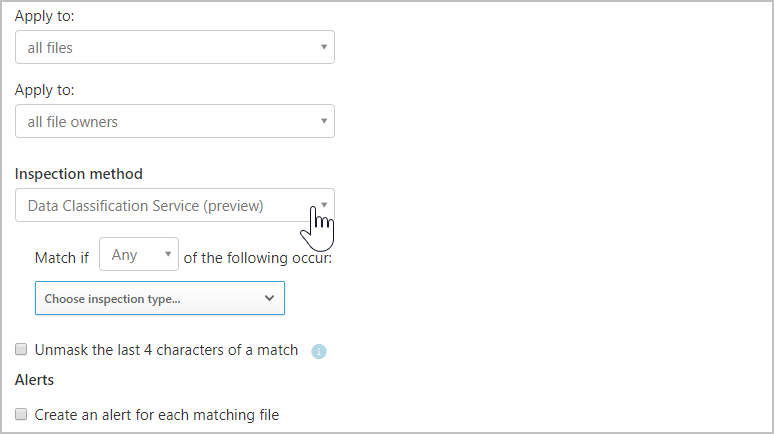 Apply to:
all files
Apply to:
all file owners
Inspection method
Data Classification Service (preview)
Match if Any of the following occur:
Choose inspection type...
Unmask the last 4 characters of a match i
Alerts
Create an alert for each matching file